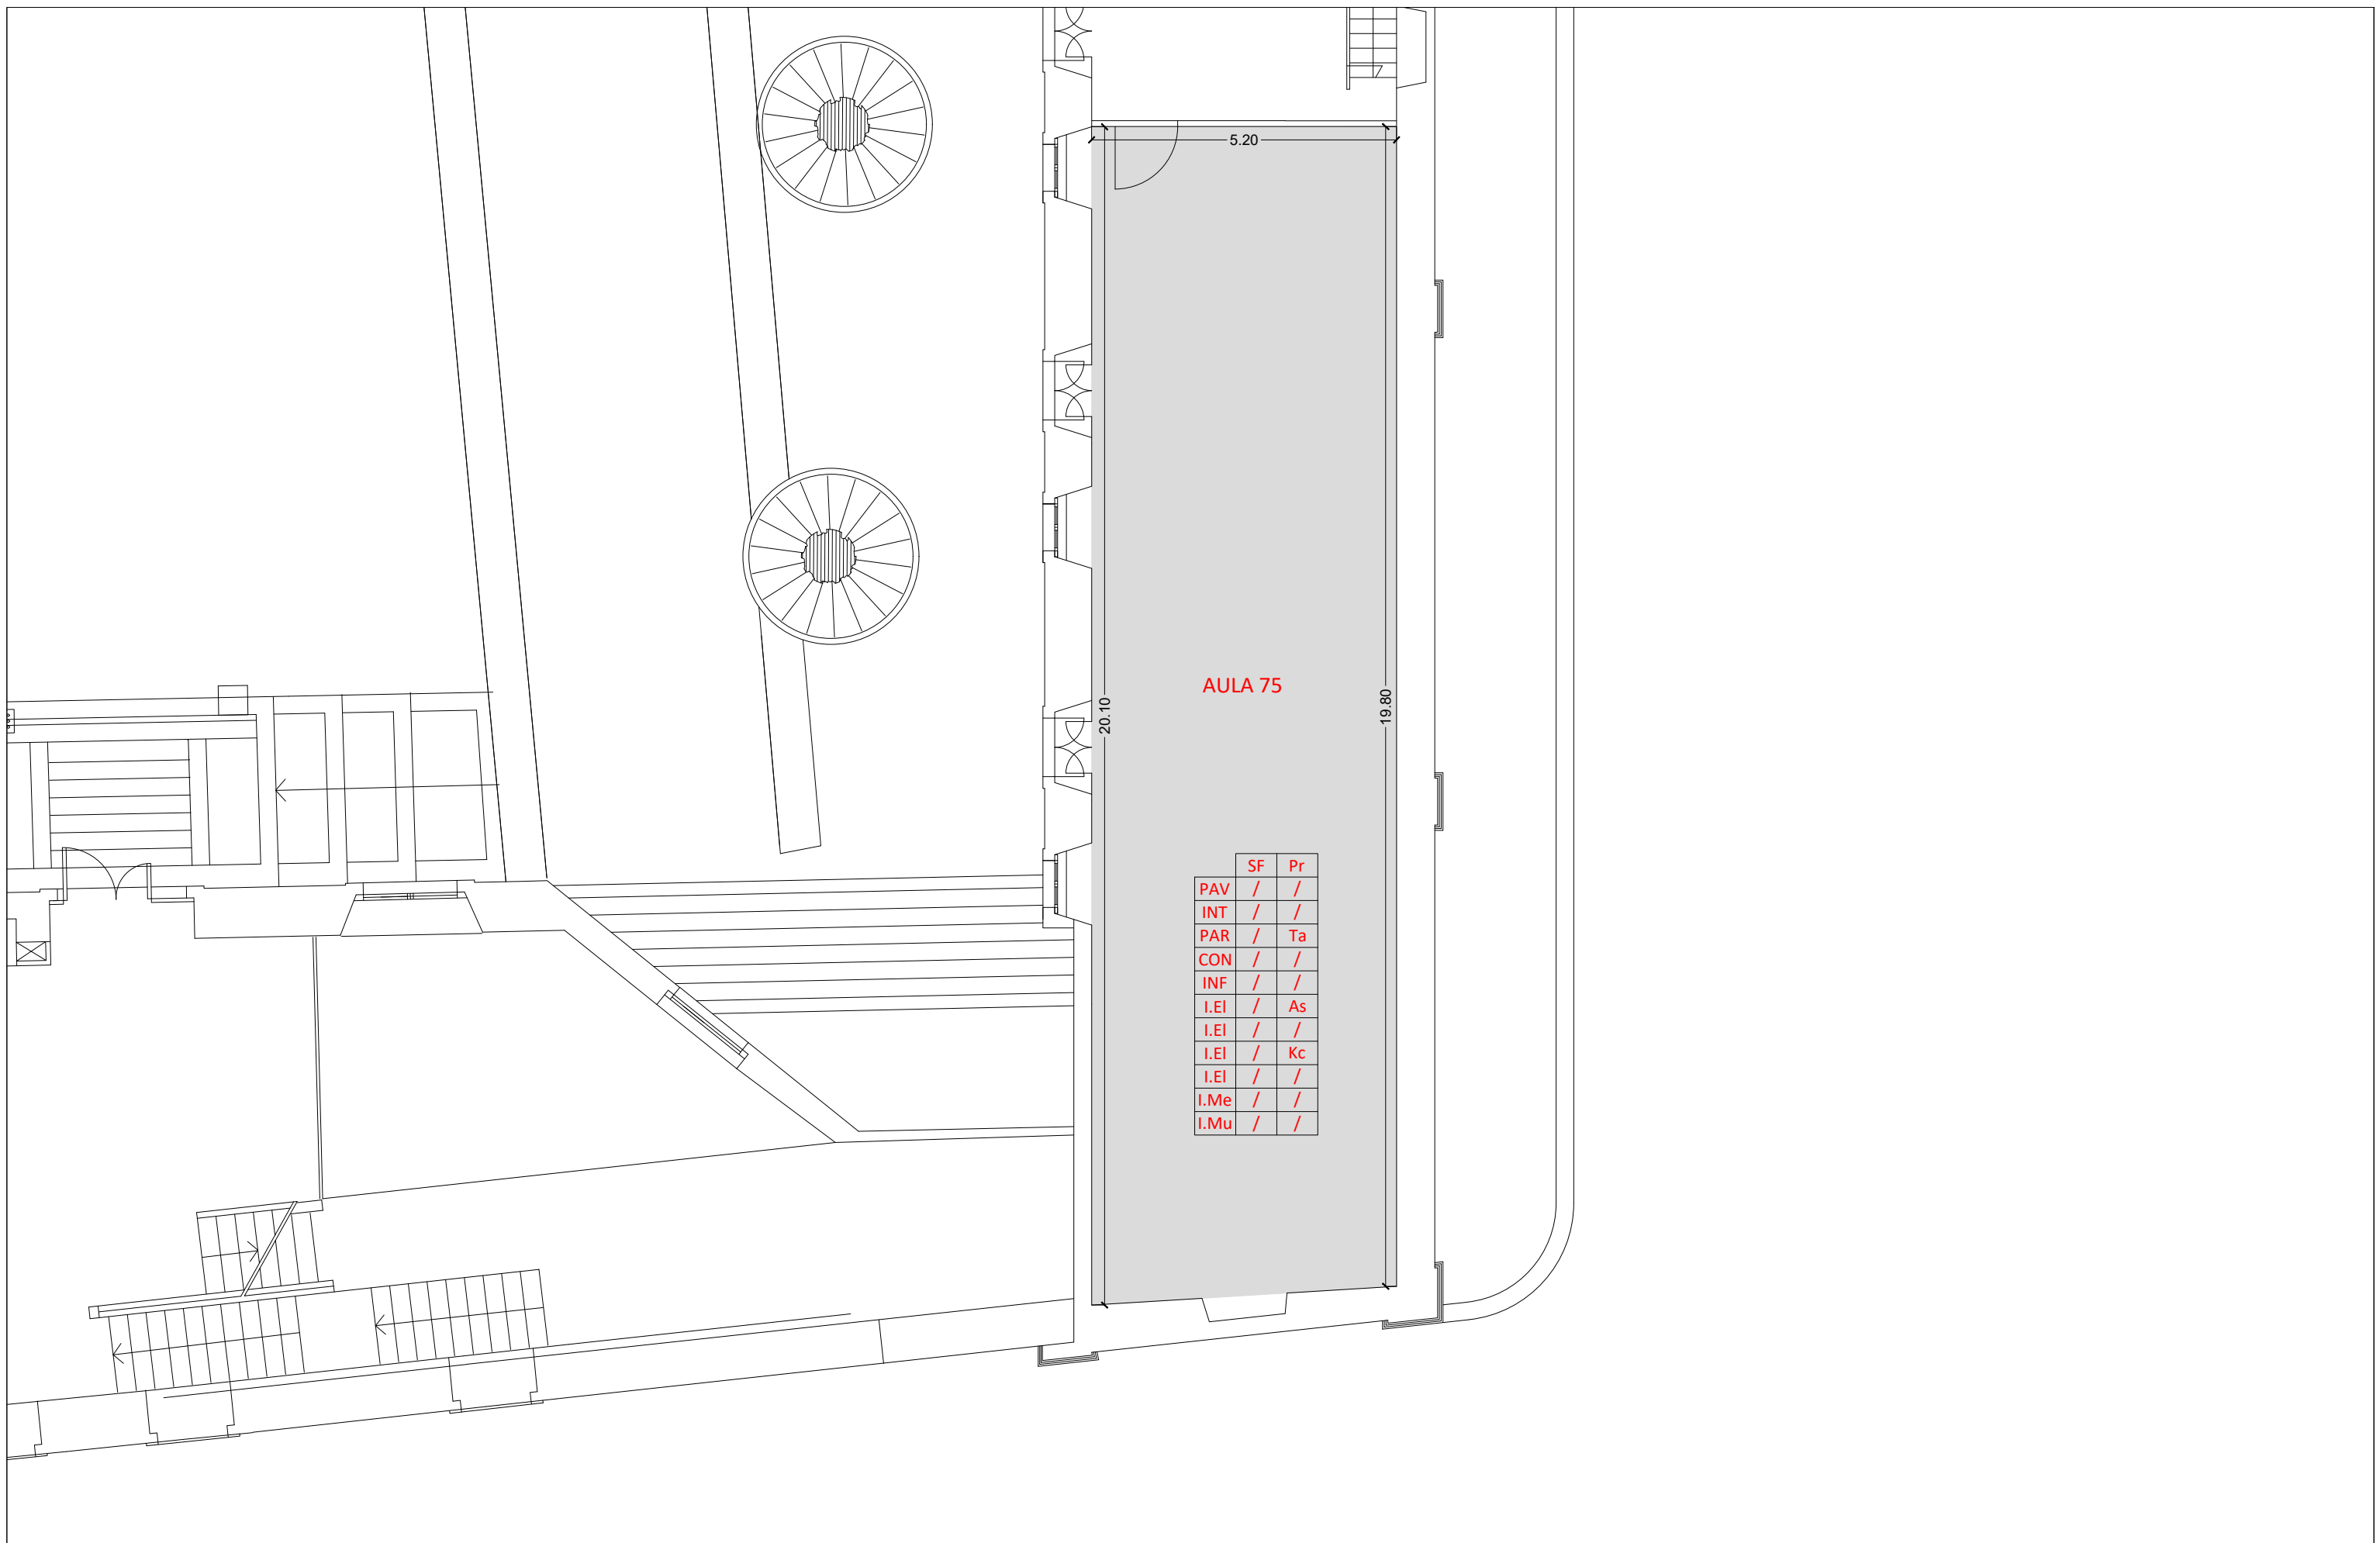 5.20
AULA 75
20.10
19.80
SF Pr
PAV / /
INT / /
PAR / Ta
CON / /
INF / /
I.El / As
I.El / /
I.El / Kc
I.El / /
I.Me / /
I.Mu / /